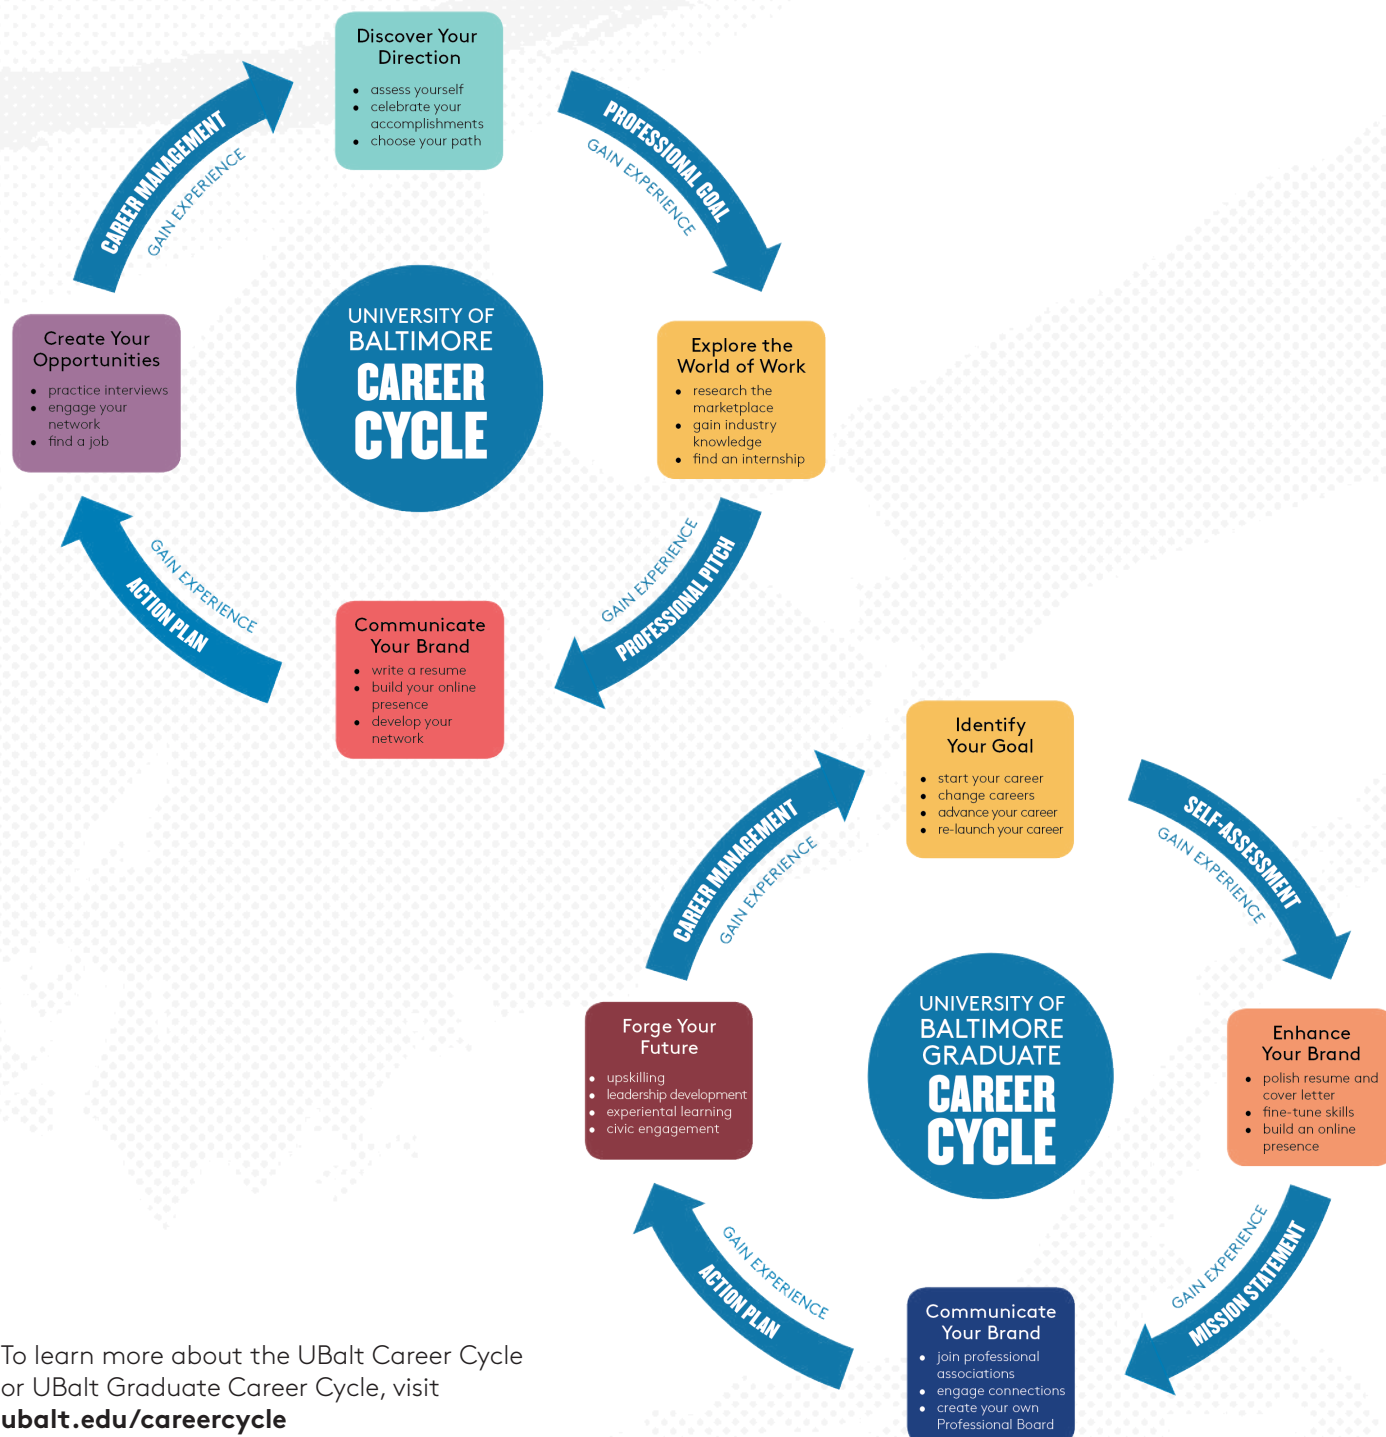 Discover Your
Direction
• assess yourself
• celebrate your
accomplishments
• choose your path
PROFESSIONAL GOAL
GAIN EXPERIENCE
Explore the
World of Work
• research the
marketplace
• gain industry
knowledge
• find an internship
PROFESSIONAL PITCH
GAIN EXPERIENCE
Communicate
Your Brand
• write a resume
• build your online
presence
• develop your
network
ACTION PLAN
GAIN EXPERIENCE
Create Your
Opportunities
• practice interviews
• engage your
network
• find a job
CAREER MANAGEMENT
GAIN EXPERIENCE
UNIVERSITY OF
BALTIMORE
CAREER
CYCLE
Identify
Your Goal
• start your career
• change careers
• advance your career
• re-launch your career
SELF-ASSESSMENT
GAIN EXPERIENCE
Enhance
Your Brand
• polish resume and
cover letter
• fine-tune skills
• build an online
presence
MISSION STATEMENT
GAIN EXPERIENCE
Communicate
Your Brand
• join professional
associations
• engage connections
• create your own
Professional Board
ACTION PLAN
GAIN EXPERIENCE
Forge Your
Future
• upskilling
• leadership development
• experiental learning
• civic engagement
CAREER MANAGEMENT
GAIN EXPERIENCE
UNIVERSITY OF
BALTIMORE
GRADUATE
CAREER
CYCLE
To learn more about the UBalt Career Cycle
or UBalt Graduate Career Cycle, visit
ubalt.edu/careercycle